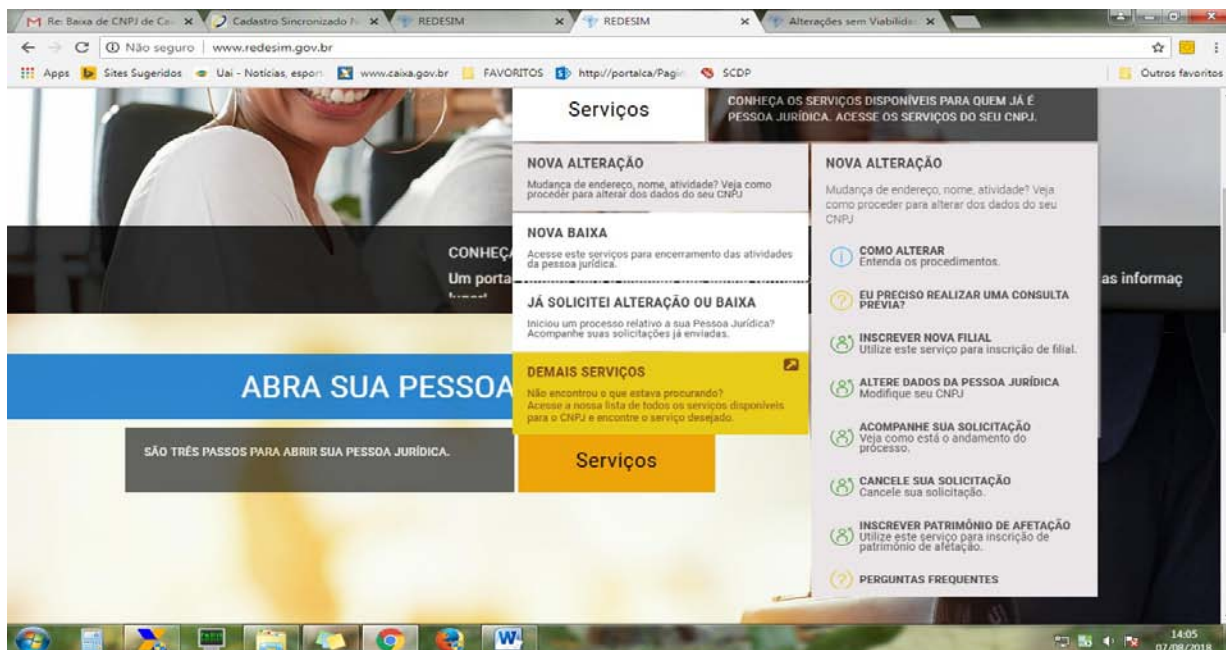 Re: Baixa de CNPJ de Ca
Cadastro Sincronizado N
REDESIM
REDESIM
Alterações sem Viabilida
Não seguro | www.redesim.gov.br
Apps
Sites Sugeridos
Uai - Notícias, espor
www.caixa.gov.br
FAVORITOS
http://portalca/Pagin
SCDP
Outros favoritos
Serviços
CONHEÇA OS SERVIÇOS DISPONÍVEIS PARA QUEM JÁ É
PESSOA JURÍDICA. ACESSE OS SERVIÇOS DO SEU CNPJ.
NOVA ALTERAÇÃO
Mudança de endereço, nome, atividade? Veja como
proceder para alterar dos dados do seu CNPJ
NOVA BAIXA
Acesse este serviços para encerramento das atividades
da pessoa jurídica.
JÁ SOLICITEI ALTERAÇÃO OU BAIXA
Iniciou um processo relativo a sua Pessoa Jurídica?
Acompanhe suas solicitações já enviadas.
DEMAIS SERVIÇOS
Não encontrou o que estava procurando?
Acesse a nossa lista de todos os serviços disponíveis
para o CNPJ e encontre o serviço desejado.
NOVA ALTERAÇÃO
Mudança de endereço, nome, atividade? Veja
como proceder para alterar dos dados do seu
CNPJ
COMO ALTERAR
Entenda os procedimentos.
EU PRECISO REALIZAR UMA CONSULTA
PRÉVIA?
INSCREVER NOVA FILIAL
Utilize este serviço para inscrição de filial.
ALTERE DADOS DA PESSOA JURÍDICA
Modifique seu CNPJ
ACOMPANHE SUA SOLICITAÇÃO
Veja como está o andamento do
processo.
CANCELE SUA SOLICITAÇÃO
Cancele sua solicitação.
INSCREVER PATRIMÔNIO DE AFETAÇÃO
Utilize este serviço para inscrição de
patrimônio de afetação.
PERGUNTAS FREQUENTES
CONHEÇA
Um porta
as informaç
ABRA SUA PESSOA
SÃO TRÊS PASSOS PARA ABRIR SUA PESSOA JURÍDICA.
Serviços
14:05
07/08/2018